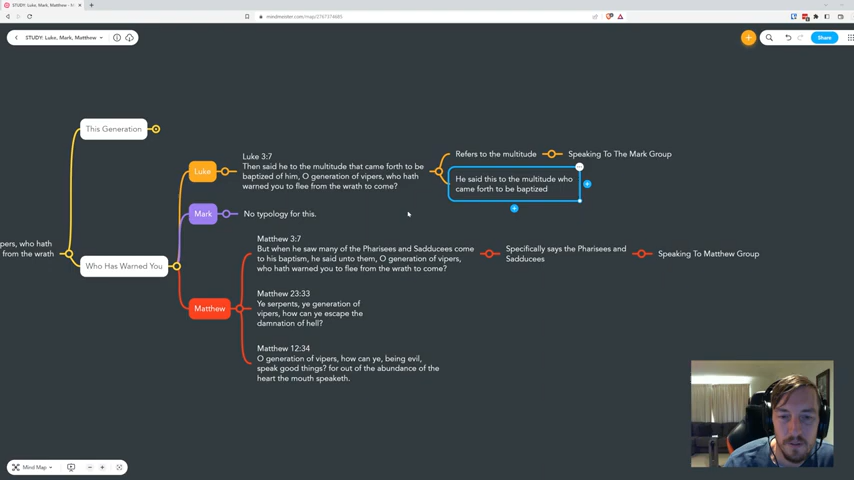 STUDY: Luke, Mark, Matthew - M
mindmeister.com/map/2767374685
STUDY: Luke, Mark, Matthew
Share
This Generation
Luke
Luke 3:7
Then said he to the multitude that came forth to be
baptized of him, O generation of vipers, who hath
warned you to flee from the wrath to come?
Refers to the multitude
Speaking To The Mark Group
He said this to the multitude who
came forth to be baptized
Mark
No typology for this.
pers, who hath
from the wrath
Who Has Warned You
Matthew 3:7
But when he saw many of the Pharisees and Sadducees come
to his baptism, he said unto them, O generation of vipers,
who hath warned you to flee from the wrath to come?
Specifically says the Pharisees and
Sadducees
Speaking To Matthew Group
Matthew
Matthew 23:33
Ye serpents, ye generation of
vipers, how can ye escape the
damnation of hell?
Matthew 12:34
O generation of vipers, how can ye, being evil,
speak good things? for out of the abundance of the
heart the mouth speaketh.
Mind Map